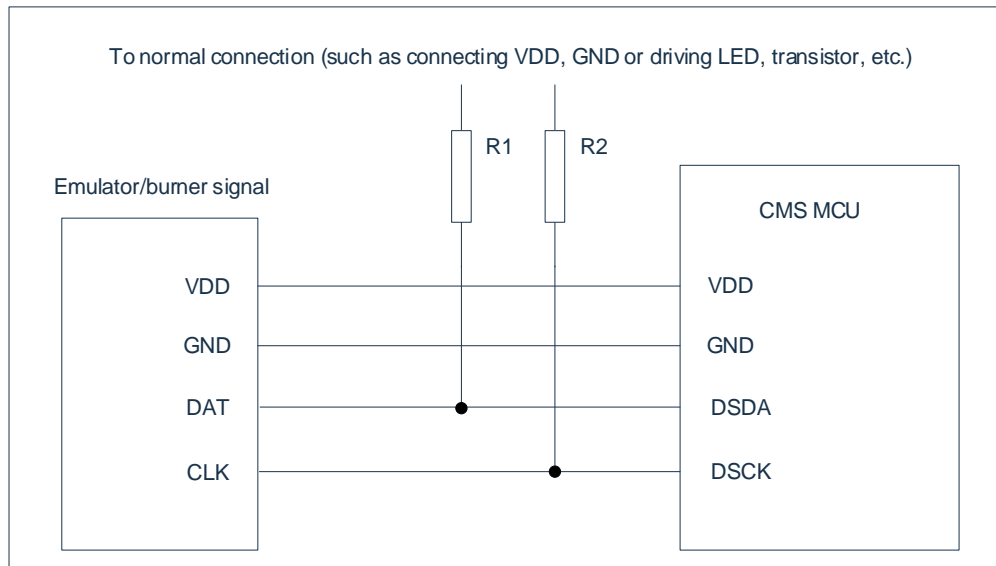 To normal connection (such as connecting VDD, GND or driving LED, transistor, etc.)
R1
R2
Emulator/burner signal
CMS MCU
VDD
VDD
GND
GND
DAT
DSDA
CLK
DSCK